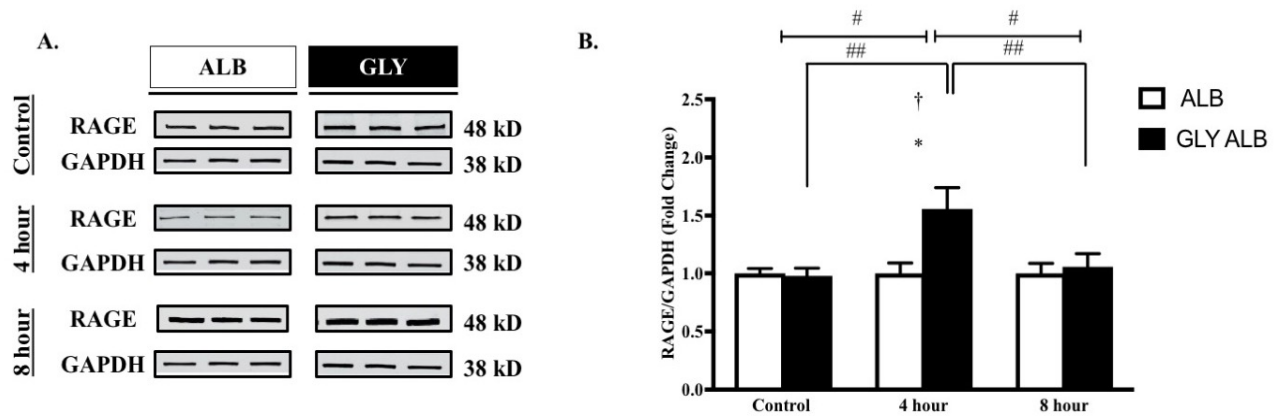 A.
ALB GLY
Control
RAGE 48 kD
GAPDH 38 kD
4 hour
RAGE 48 kD
GAPDH 38 kD
8 hour
RAGE 48 kD
GAPDH 38 kD
B.
# #
## ##
†
*
ALB
GLY ALB
RAGE/GAPDH (Fold Change)
2.5
2.0
1.5
1.0
0.5
0.0
Control 4 hour 8 hour